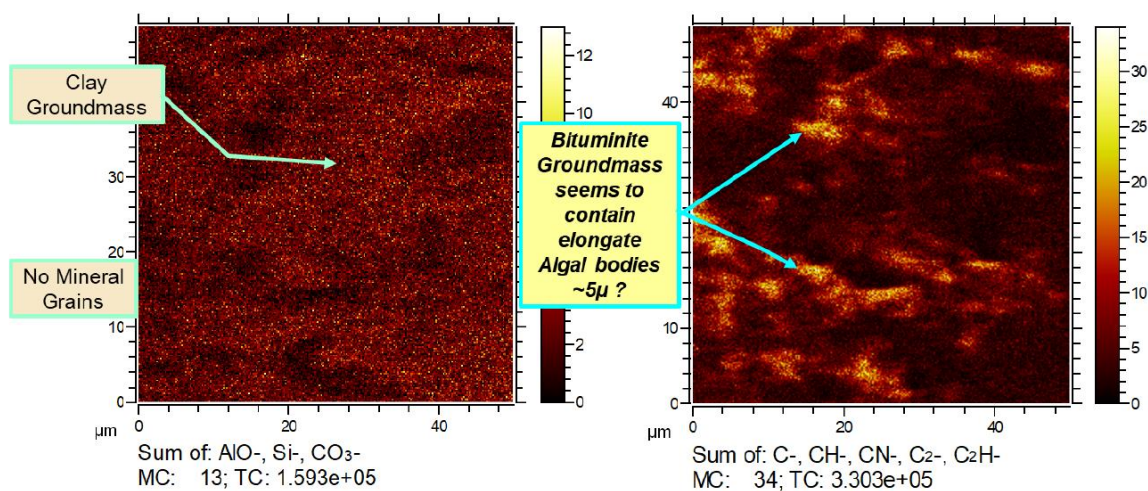 Clay
Groundmass
No Mineral
Grains
30
20
10
0
0
20
40
µm
12
10
2
0
Sum of: AlO-, Si-, CO₃-
MC: 13; TC: 1.593e+05
Bituminite
Groundmass
seems to
contain
elongate
Algal bodies
~5µ ?
40
20
10
0
0
20
40
µm
30
25
20
15
10
5
0
Sum of: C-, CH-, CN-, C₂-, C₂H-
MC: 34; TC: 3.303e+05